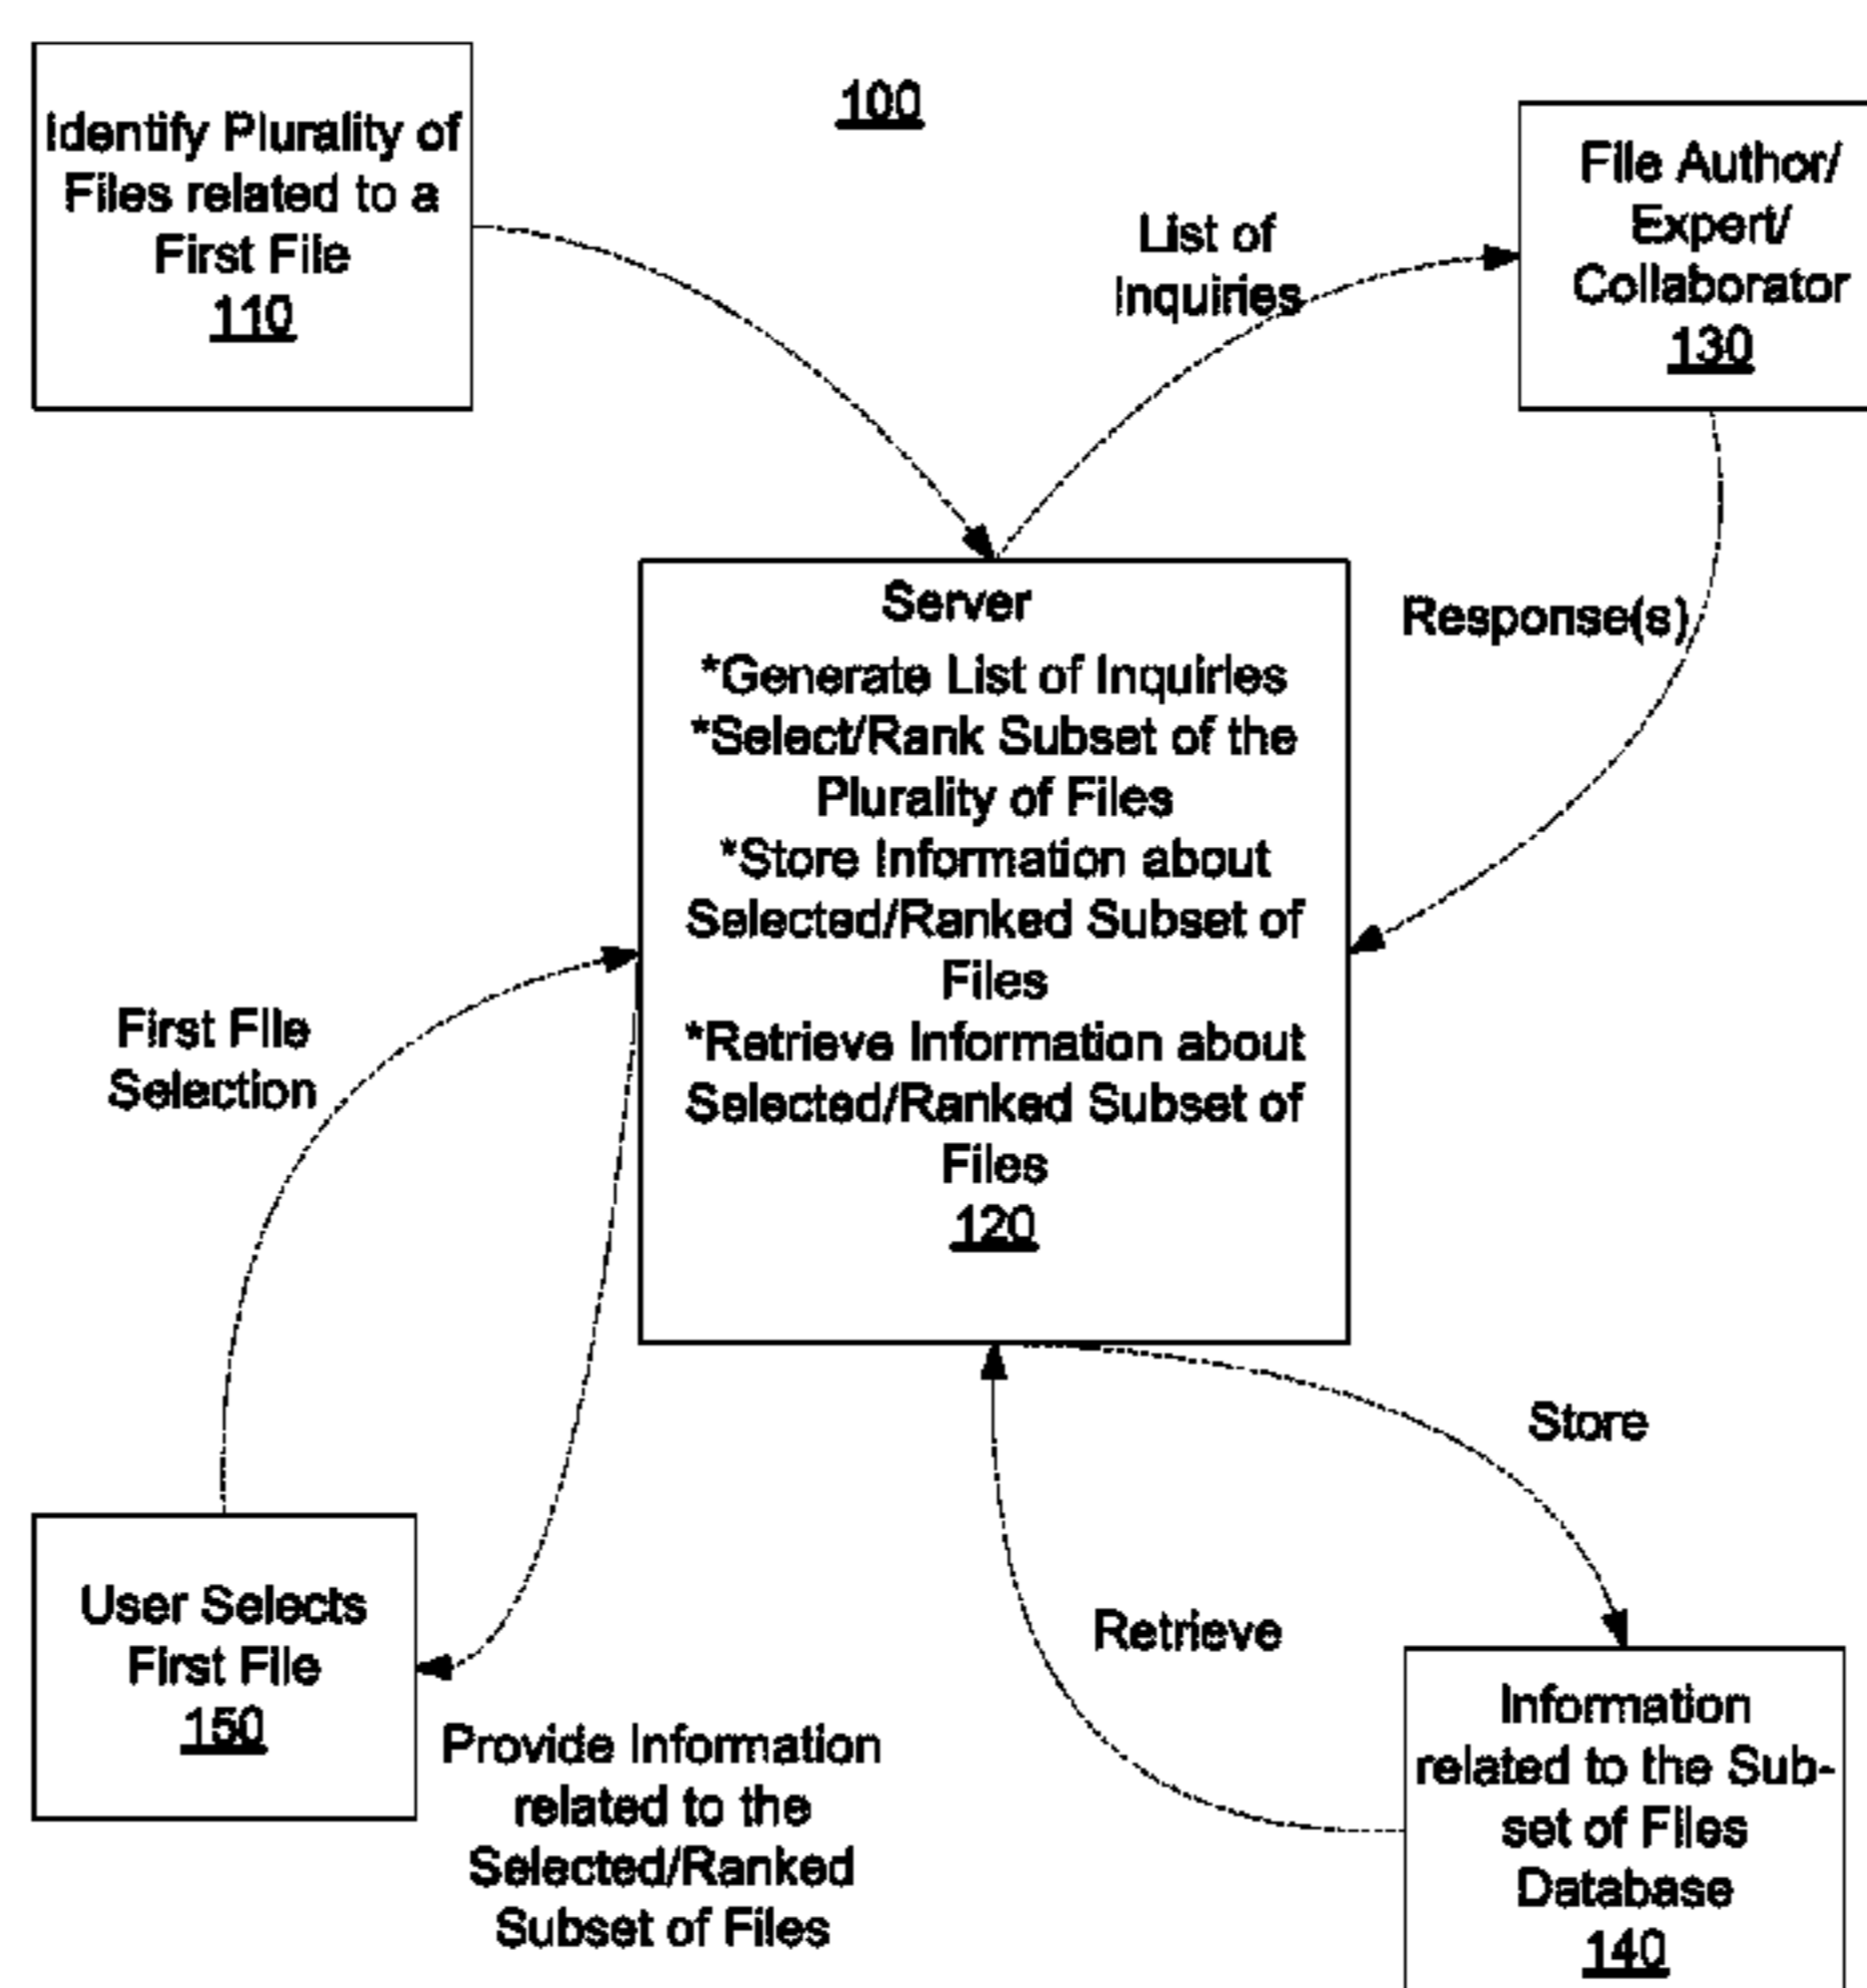 100
Identify Plurality of
Files related to a
First File
110
List of
Inquiries
File Author/
Expert/
Collaborator
130
Server
*Generate List of Inquiries
*Select/Rank Subset of the
Plurality of Files
*Store Information about
Selected/Ranked Subset of
Files
*Retrieve Information about
Selected/Ranked Subset of
Files
120
Response(s)
First File
Selection
User Selects
First File
150
Provide Information
related to the
Selected/Ranked
Subset of Files
Store
Retrieve
Information
related to the Sub-
set of Files
Database
140